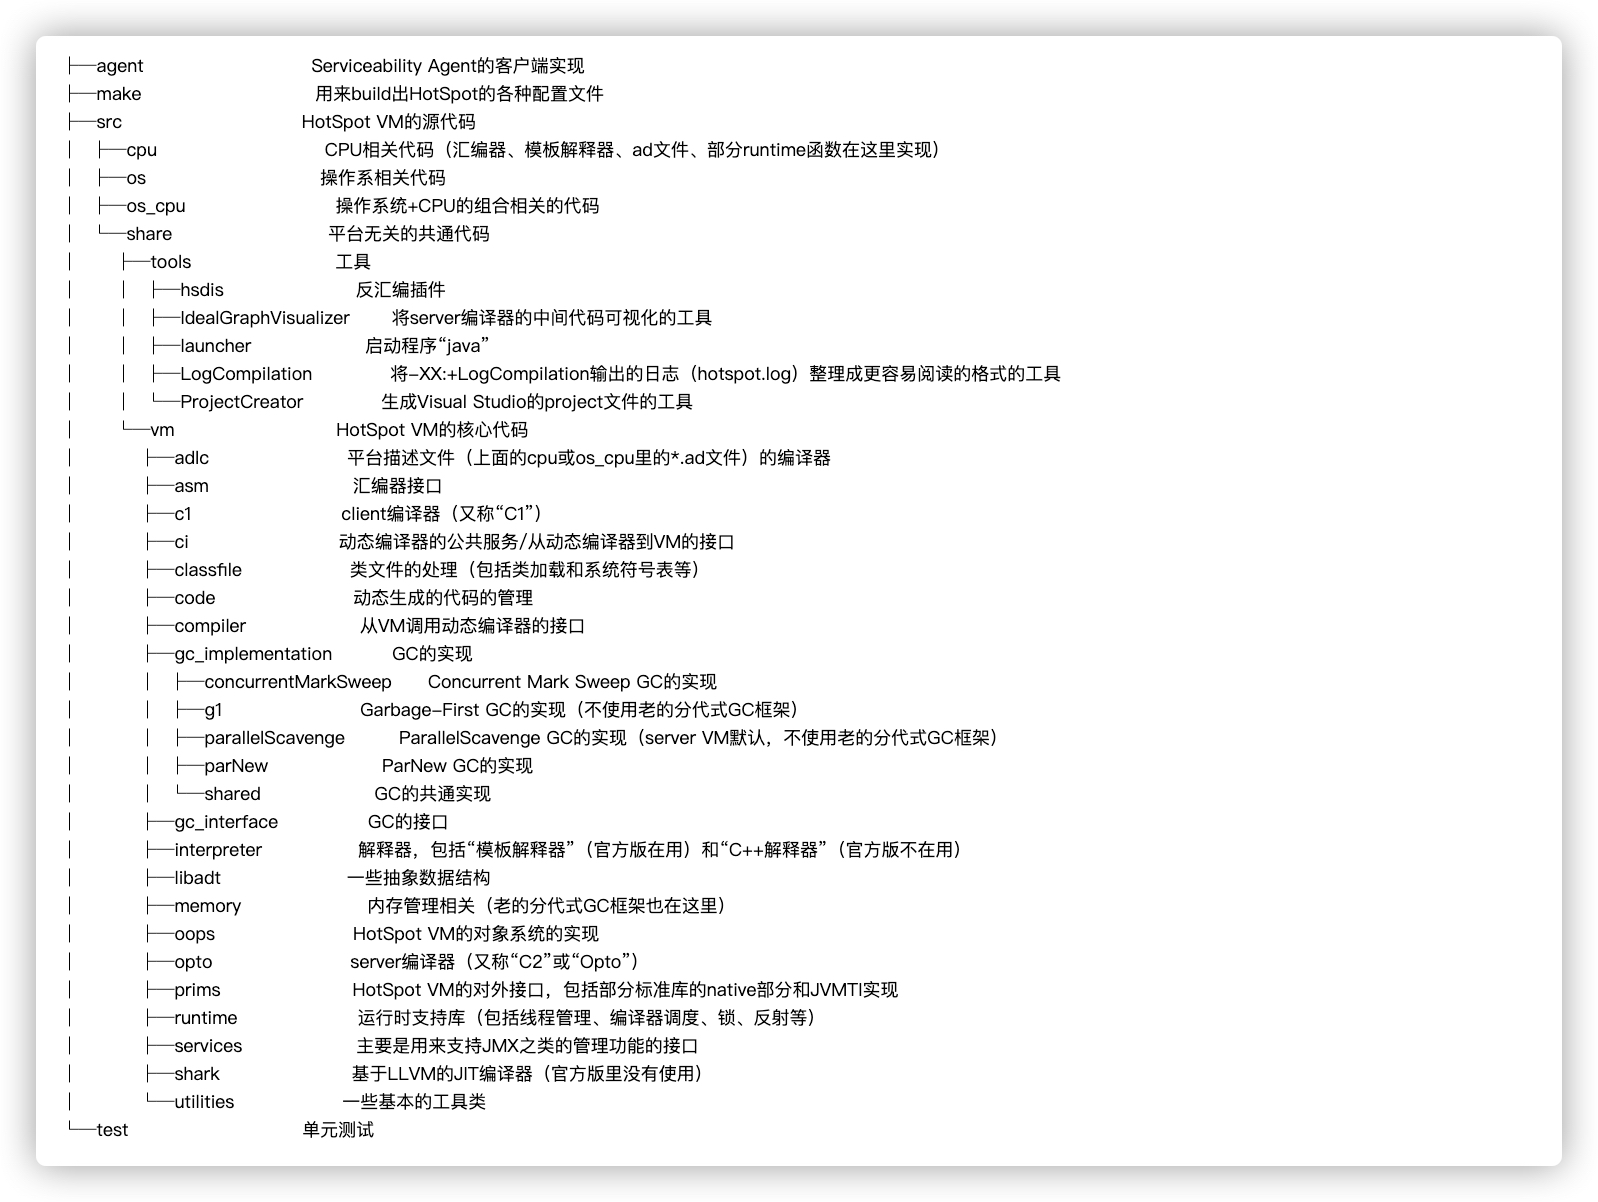 ├──agent Serviceability Agent的客户端实现
├──make 用来build出HotSpot的各种配置文件
├──src HotSpot VM的源代码
│ ├──cpu CPU相关代码（汇编器、模板解释器、ad文件、部分runtime函数在这里实现）
│ ├──os 操作系相关代码
│ ├──os_cpu 操作系统+CPU的组合相关的代码
│ └──share 平台无关的共通代码
│ ├──tools 工具
│ │ ├──hsdis 反汇编插件
│ │ ├──IdealGraphVisualizer 将server编译器的中间代码可视化的工具
│ │ ├──launcher 启动程序“java”
│ │ ├──LogCompilation 将-XX:+LogCompilation输出的日志（hotspot.log）整理成更容易阅读的格式的工具
│ │ └──ProjectCreator 生成Visual Studio的project文件的工具
│ └──vm HotSpot VM的核心代码
│ ├──adlc 平台描述文件（上面的cpu或os_cpu里的*.ad文件）的编译器
│ ├──asm 汇编器接口
│ ├──c1 client编译器（又称“C1”）
│ ├──ci 动态编译器的公共服务/从动态编译器到VM的接口
│ ├──classfile 类文件的处理（包括类加载和系统符号表等）
│ ├──code 动态生成的代码的管理
│ ├──compiler 从VM调用动态编译器的接口
│ ├──gc_implementation GC的实现
│ │ ├──concurrentMarkSweep Concurrent Mark Sweep GC的实现
│ │ ├──g1 Garbage-First GC的实现（不使用老的分代式GC框架）
│ │ ├──parallelScavenge ParallelScavenge GC的实现（server VM默认，不使用老的分代式GC框架）
│ │ ├──parNew ParNew GC的实现
│ │ └──shared GC的共通实现
│ ├──gc_interface GC的接口
│ ├──interpreter 解释器，包括“模板解释器”（官方版在用）和“C++解释器”（官方版不在用）
│ ├──libadt 一些抽象数据结构
│ ├──memory 内存管理相关（老的分代式GC框架也在这里）
│ ├──oops HotSpot VM的对象系统的实现
│ ├──opto server编译器（又称“C2”或“Opto”）
│ ├──prims HotSpot VM的对外接口，包括部分标准库的native部分和JVMTI实现
│ ├──runtime 运行时支持库（包括线程管理、编译器调度、锁、反射等）
│ ├──services 主要是用来支持JMX之类的管理功能的接口
│ ├──shark 基于LLVM的JIT编译器（官方版里没有使用）
│ └──utilities 一些基本的工具类
└──test 单元测试